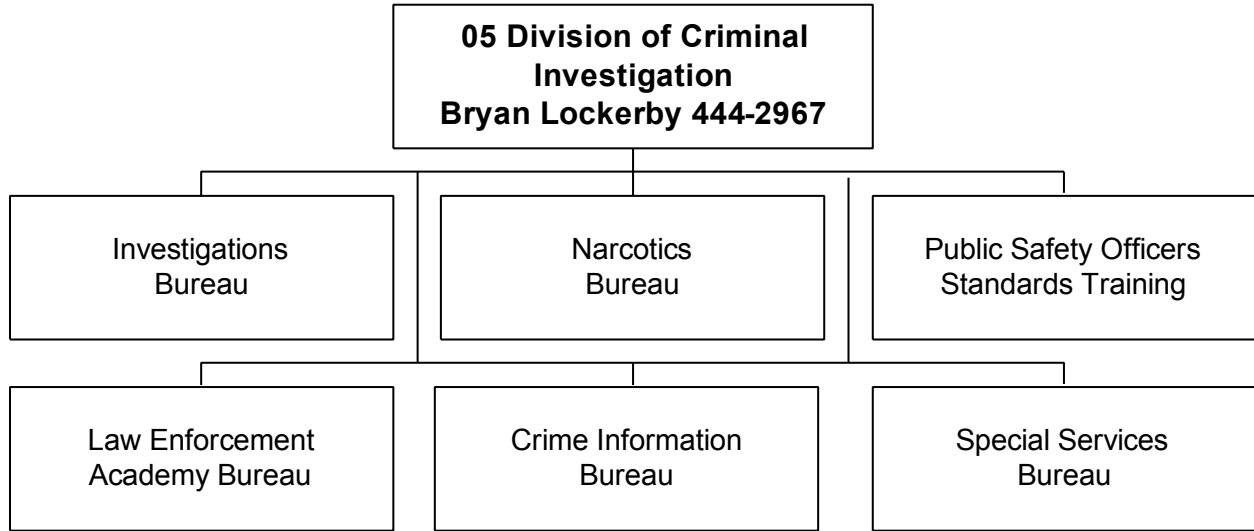 05 Division of Criminal
Investigation
Bryan Lockerby 444-2967
Investigations
Bureau
Narcotics
Bureau
Public Safety Officers
Standards Training
Law Enforcement
Academy Bureau
Crime Information
Bureau
Special Services
Bureau